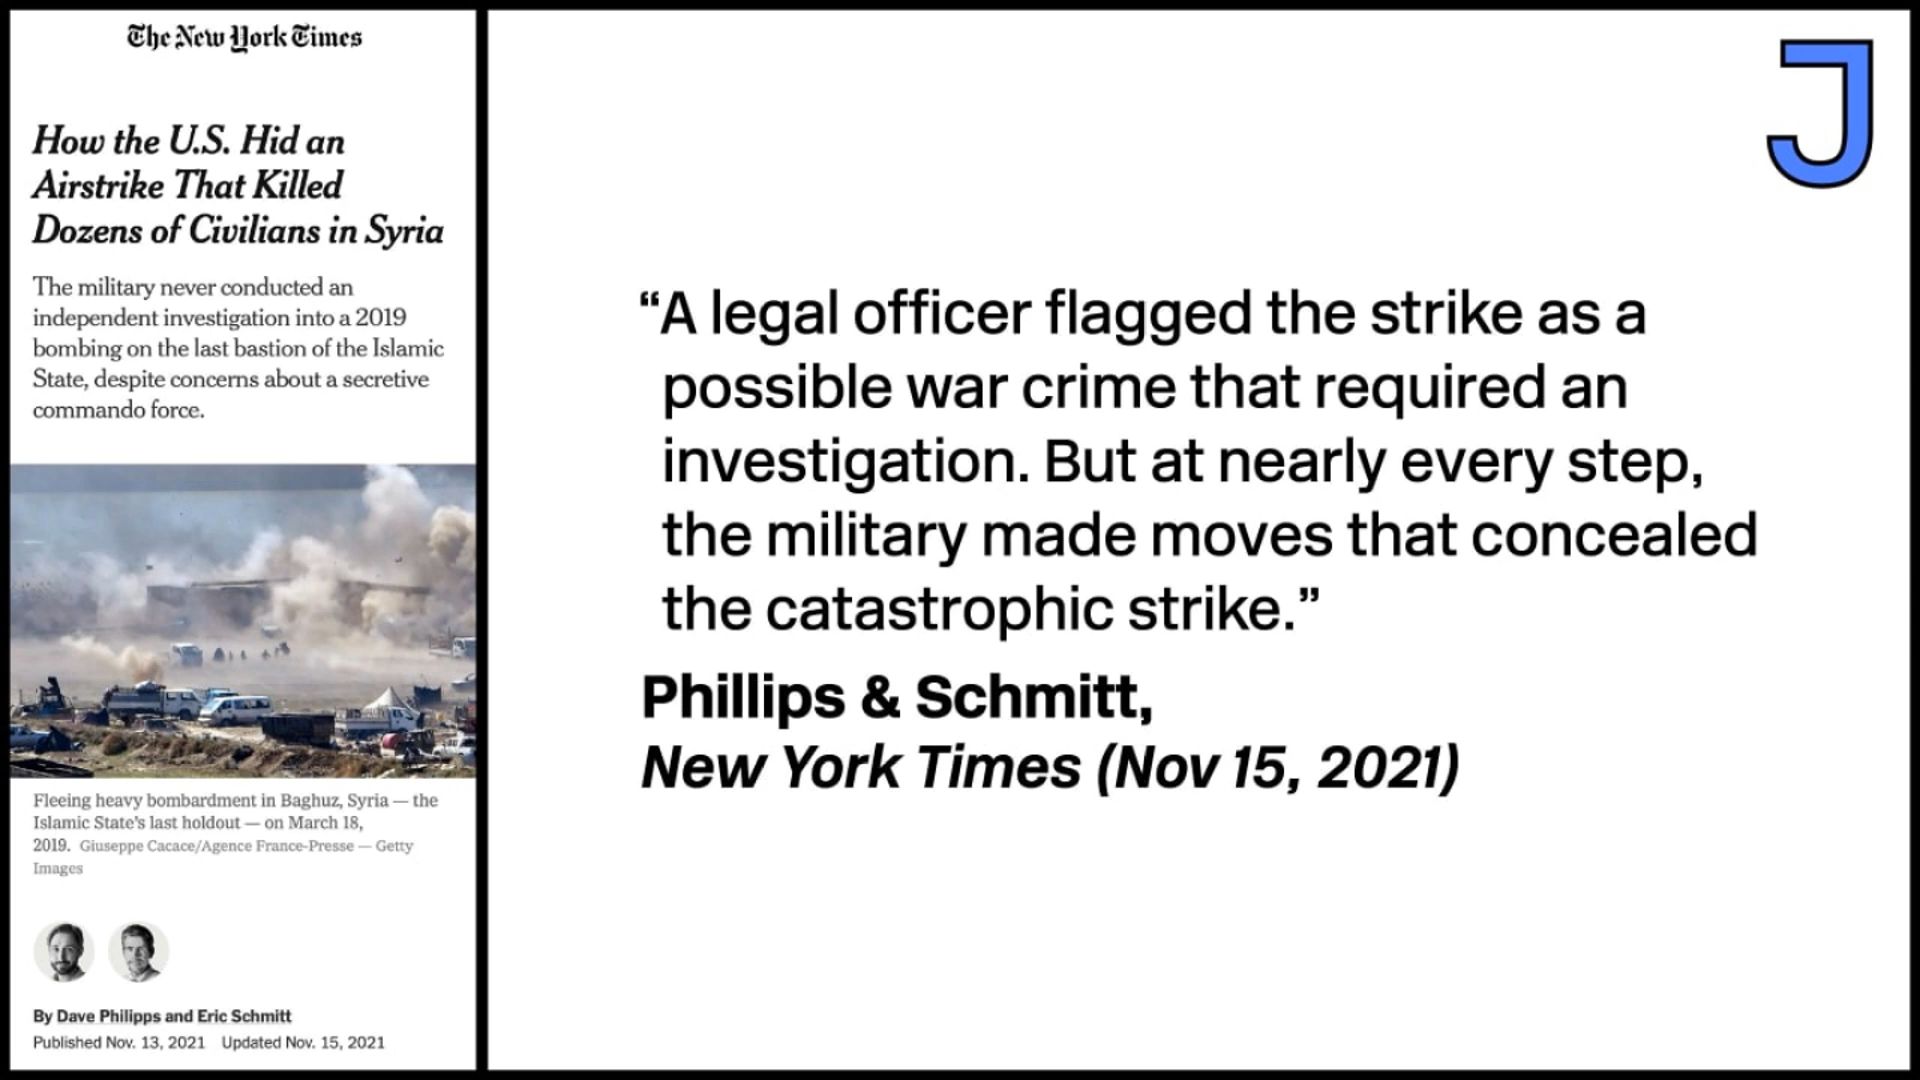 The New York Times
How the U.S. Hid an
Airstrike That Killed
Dozens of Civilians in Syria
The military never conducted an
independent investigation into a 2019
bombing on the last bastion of the Islamic
State, despite concerns about a secretive
commando force.
Fleeing heavy bombardment in Baghuz, Syria — the
Islamic State's last holdout — on March 18,
2019. Giuseppe Cacace/Agence France-Presse — Getty
Images
By Dave Philipps and Eric Schmitt
Published Nov. 13, 2021 Updated Nov. 15, 2021
J
“A legal officer flagged the strike as a
possible war crime that required an
investigation. But at nearly every step,
the military made moves that concealed
the catastrophic strike.”
Phillips & Schmitt,
New York Times (Nov 15, 2021)